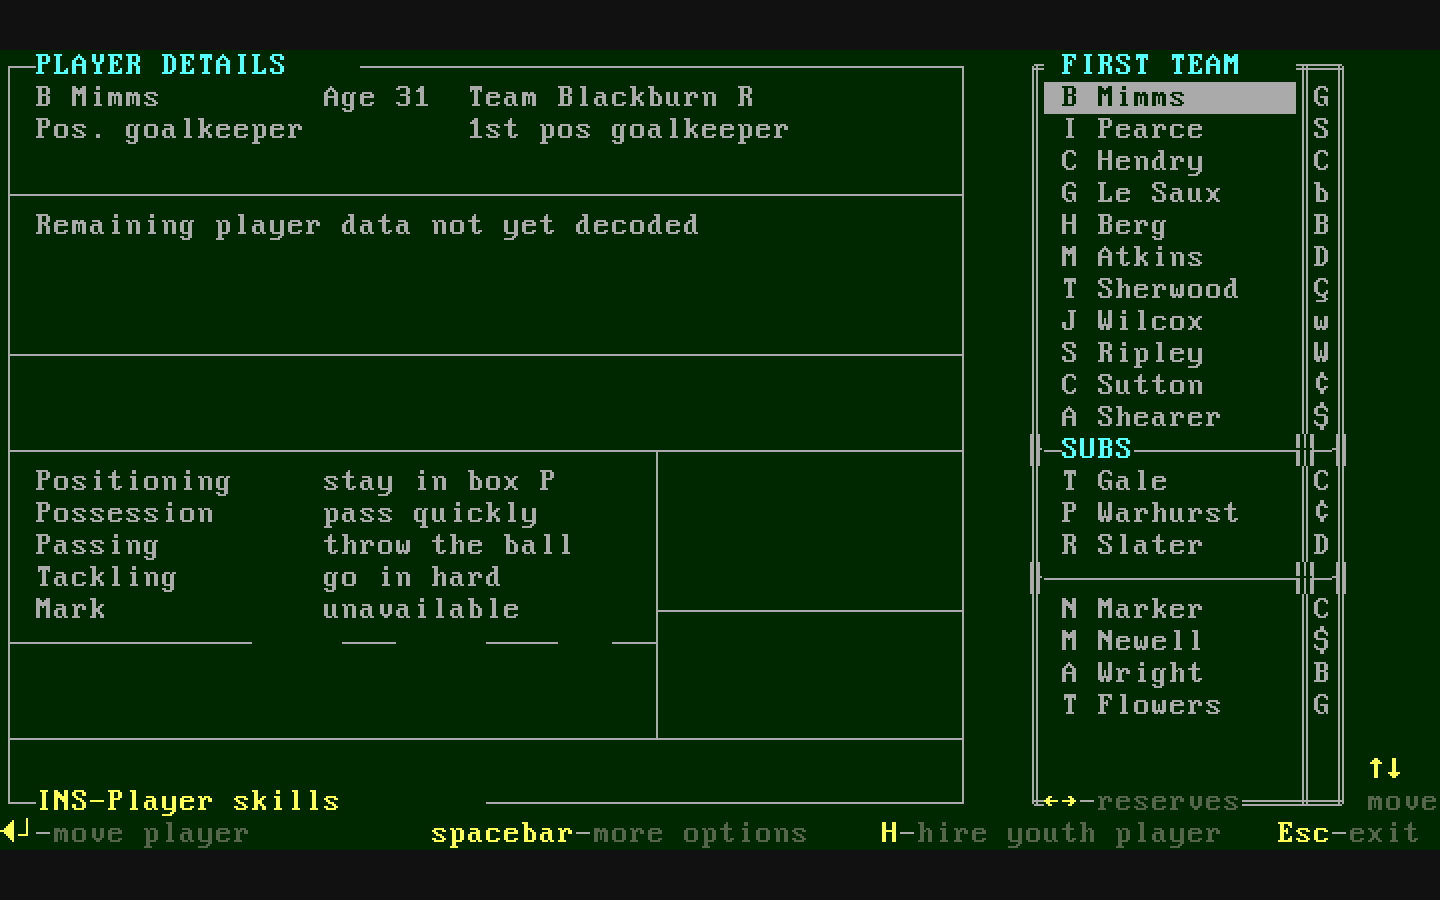 PLAYER DETAILS
B Mimms Age 31 Team Blackburn R
Pos. goalkeeper 1st pos goalkeeper
Remaining player data not yet decoded
Positioning stay in box P
Possession pass quickly
Passing throw the ball
Tackling go in hard
Mark unavailable
INS-Player skills
FIRST TEAM
B Mimms G
I Pearce S
C Hendry C
G Le Saux b
H Berg B
M Atkins D
T Sherwood Ç
J Wilcox w
S Ripley W
C Sutton ¢
A Shearer $
SUBS
T Gale C
P Warhurst ¢
R Slater D
N Marker C
M Newell $
A Wright B
T Flowers G
↑↓
←→-reserves move
◄┘-move player spacebar-more options H-hire youth player Esc-exit